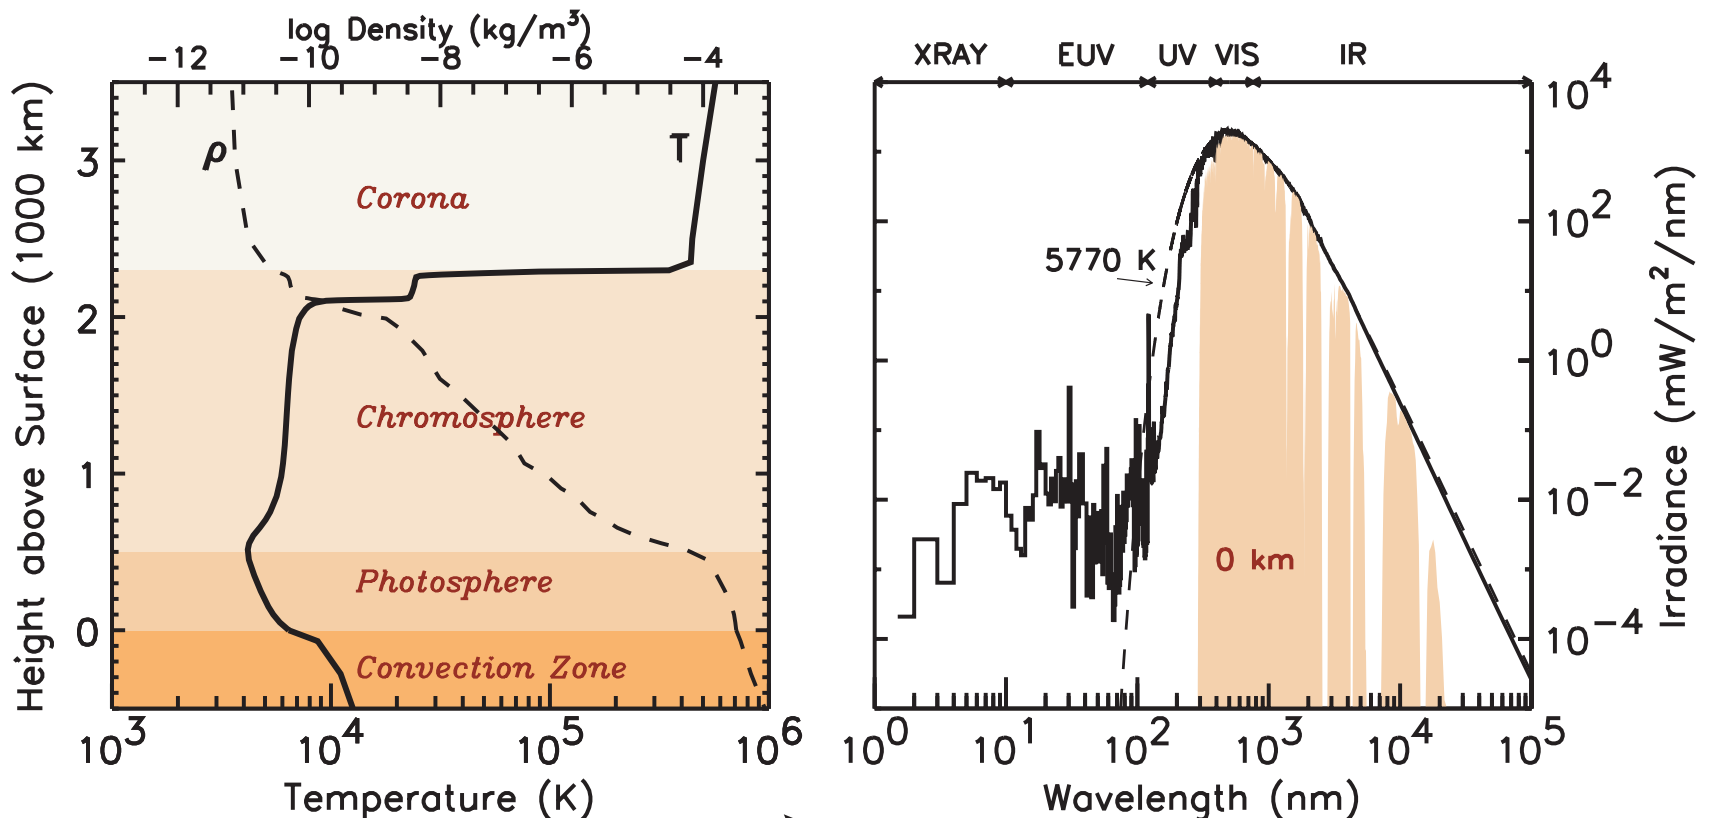 log Density (kg/m³)
−12 −10 −8 −6 −4
Height above Surface (1000 km)
3
2
1
0
ρ
T
Corona
Chromosphere
Photosphere
Convection Zone
10³ 10⁴ 10⁵ 10⁶
Temperature (K)
XRAY EUV UV VIS IR
5770 K
0 km
10⁴
10²
10⁰
10⁻²
10⁻⁴
Irradiance (mW/m²/nm)
10⁰ 10¹ 10² 10³ 10⁴ 10⁵
Wavelength (nm)